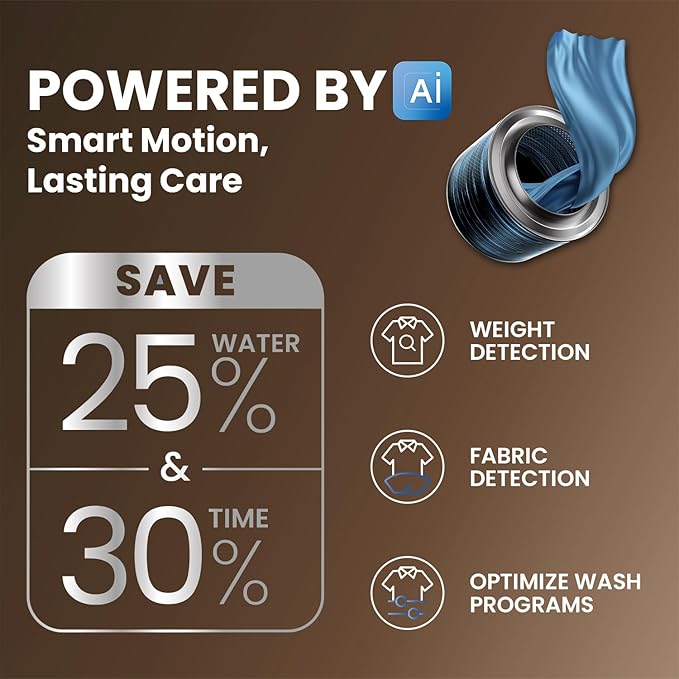 POWERED BY Ai
Smart Motion,
Lasting Care
SAVE
25% WATER
&
30% TIME
WEIGHT
DETECTION
FABRIC
DETECTION
OPTIMIZE WASH
PROGRAMS